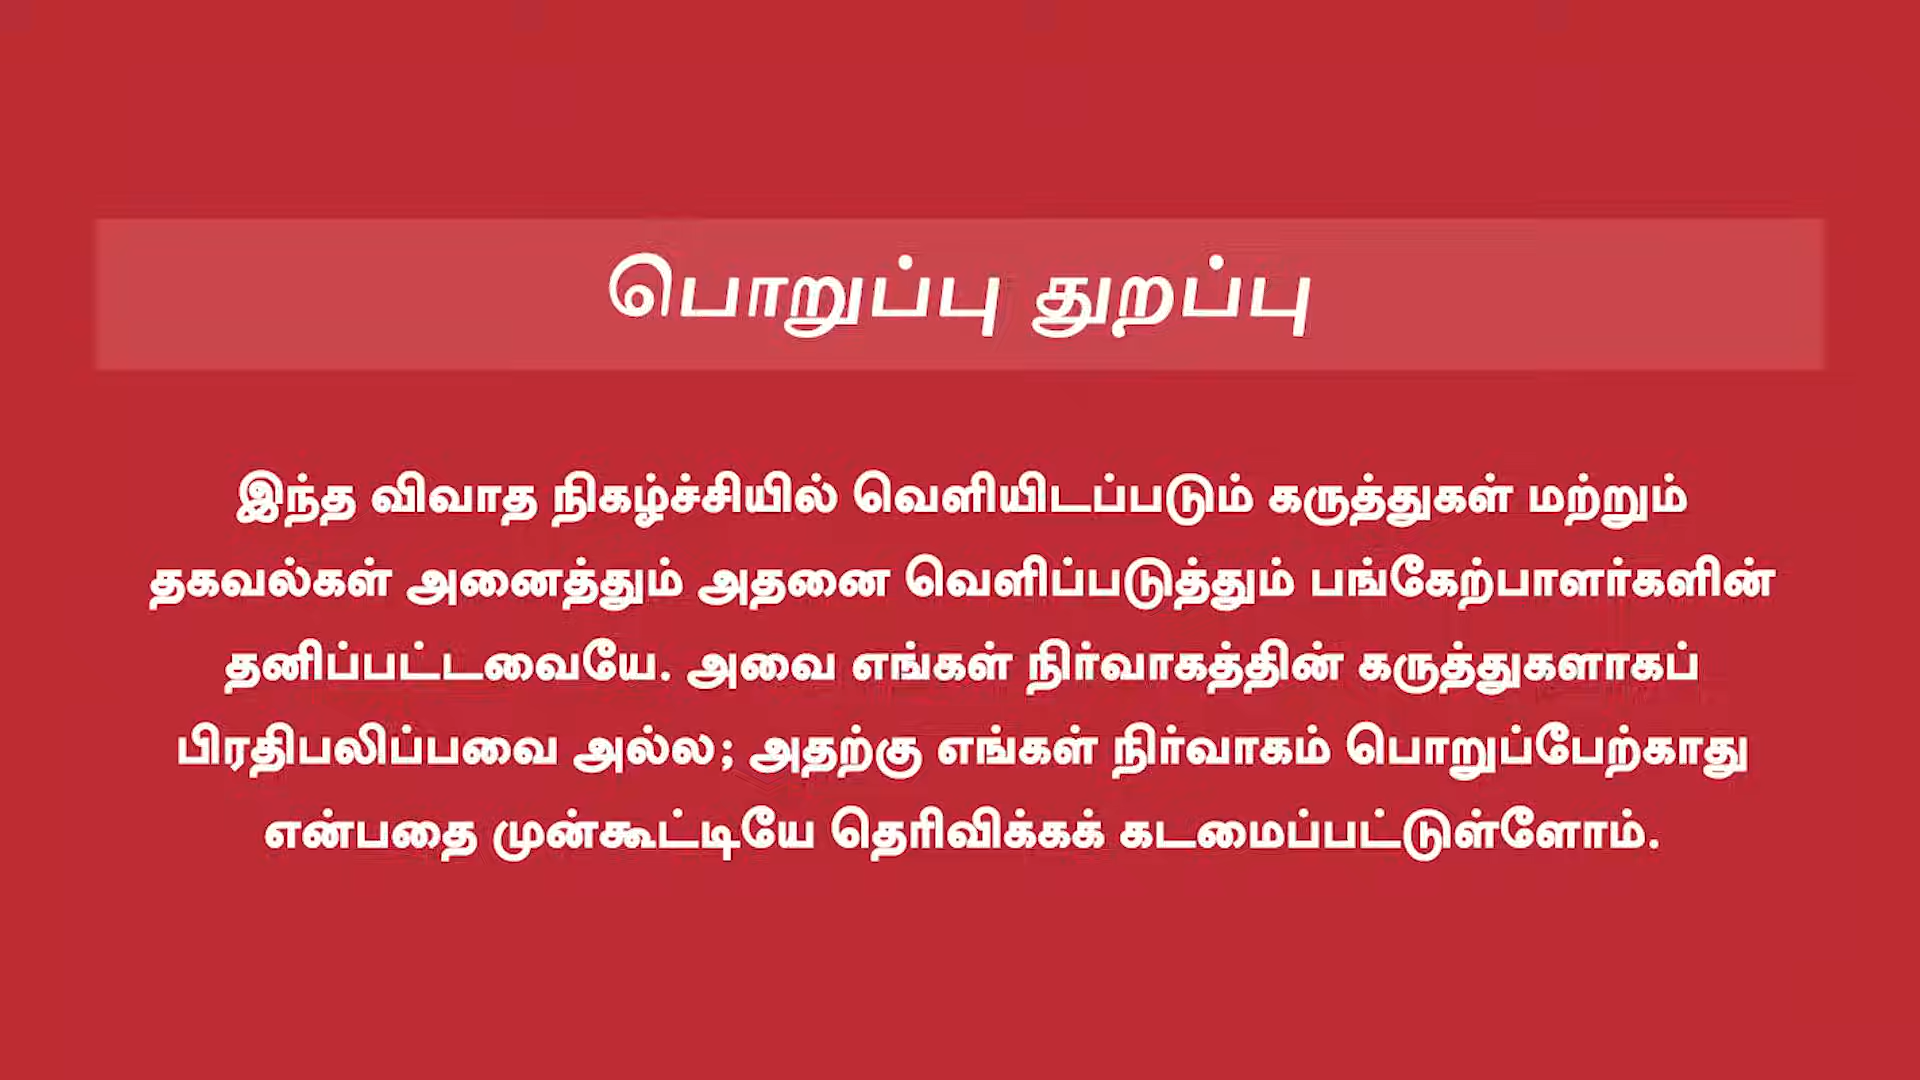 பொறுப்பு துறப்பு
இந்த விவாத நிகழ்ச்சியில் வெளியிடப்படும் கருத்துகள் மற்றும்
தகவல்கள் அனைத்தும் அதனை வெளிப்படுத்தும் பங்கேற்பாளர்களின்
தனிப்பட்டவையே. அவை எங்கள் நிர்வாகத்தின் கருத்துகளாகப்
பிரதிபலிப்பவை அல்ல; அதற்கு எங்கள் நிர்வாகம் பொறுப்பேற்காது
என்பதை முன்கூட்டியே தெரிவிக்கக் கடமைப்பட்டுள்ளோம்.